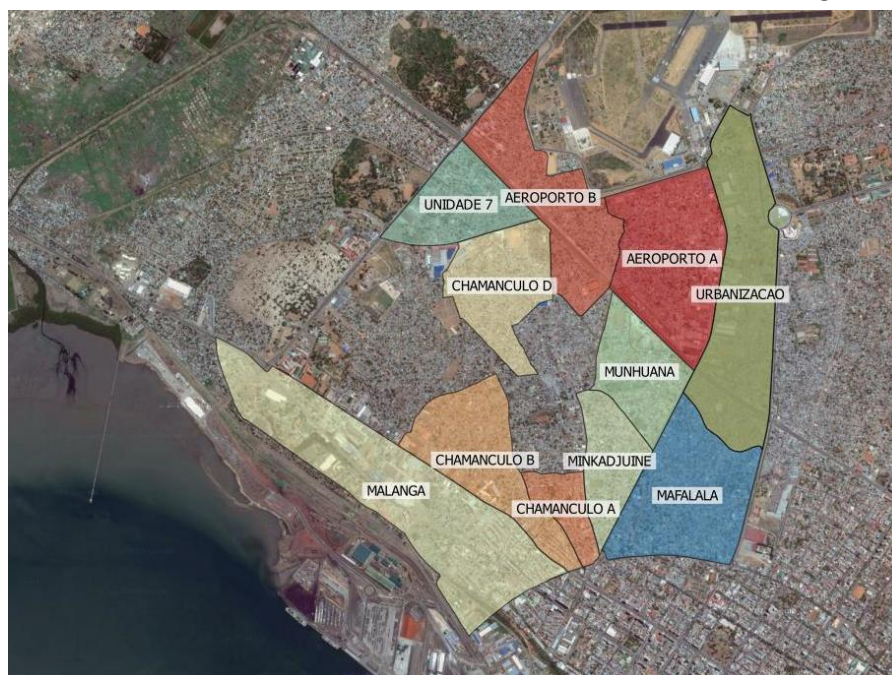 UNIDADE 7
AEROPORTO B
AEROPORTO A
CHAMANCULO D
URBANIZACAO
MUNHUANA
CHAMANCULO B
MINKADJUINE
MALANGA
MAFALALA
CHAMANCULO A